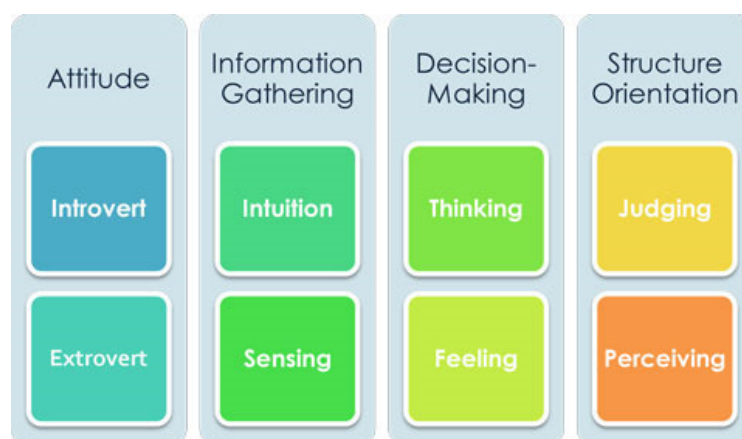 Attitude
Introvert
Extrovert
Information
Gathering
Intuition
Sensing
Decision-
Making
Thinking
Feeling
Structure
Orientation
Judging
Perceiving